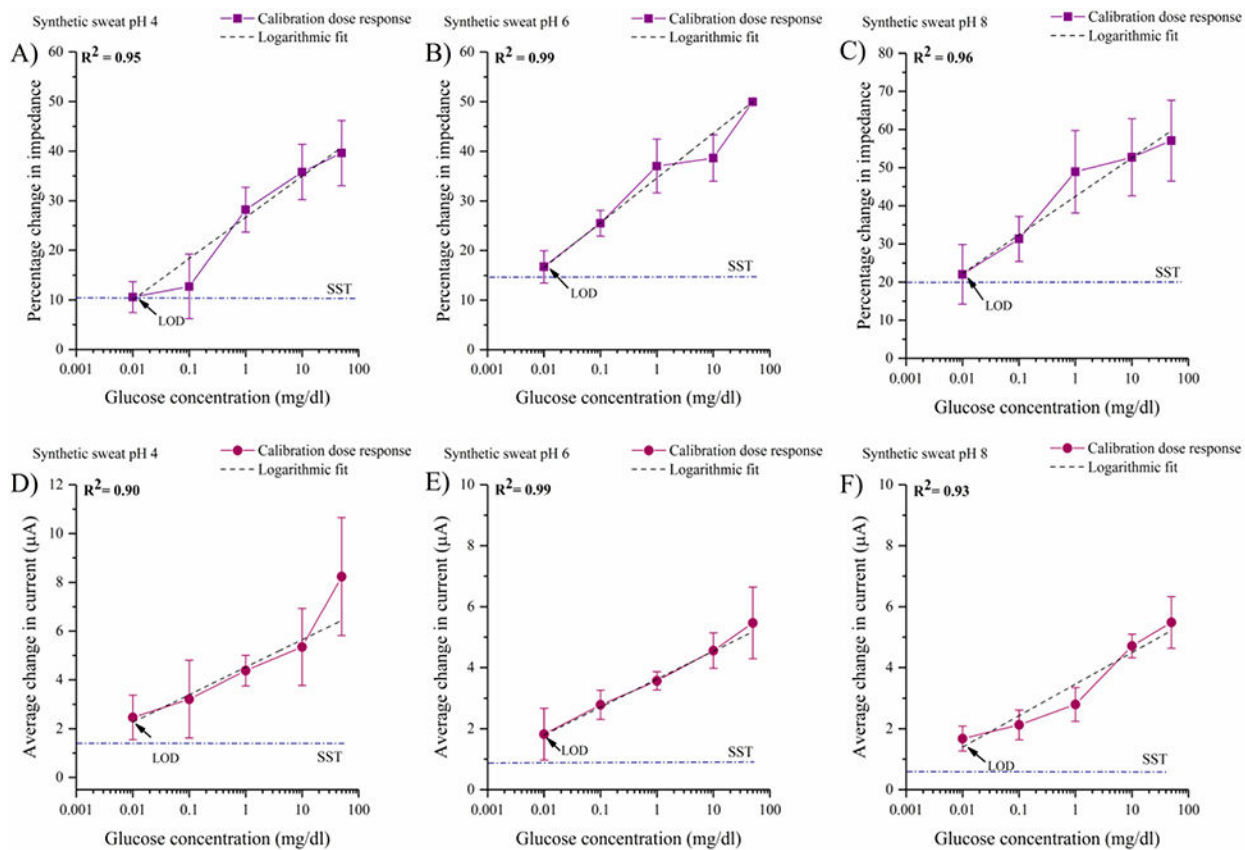 Synthetic sweat pH 4
Calibration dose response
Logarithmic fit
A)
R² = 0.95
60
50
40
30
20
10
0
Percentage change in impedance
SST
LOD
0.001 0.01 0.1 1 10 100
Glucose concentration (mg/dl)
Synthetic sweat pH 6
Calibration dose response
Logarithmic fit
B)
R² = 0.99
60
50
40
30
20
10
0
Percentage change in impedance
SST
LOD
0.001 0.01 0.1 1 10 100
Glucose concentration (mg/dl)
Synthetic sweat pH 8
Calibration dose response
Logarithmic fit
C)
R² = 0.96
80
70
60
50
40
30
20
10
0
Percentage change in impedance
SST
LOD
0.001 0.01 0.1 1 10 100
Glucose concentration (mg/dl)
Synthetic sweat pH 4
Calibration dose response
Logarithmic fit
D)
R² = 0.90
12
10
8
6
4
2
0
Average change in current (μA)
LOD
SST
0.001 0.01 0.1 1 10 100
Glucose concentration (mg/dl)
Synthetic sweat pH 6
Calibration dose response
Logarithmic fit
E)
R² = 0.99
10
8
6
4
2
0
Average change in current (μA)
LOD
SST
0.001 0.01 0.1 1 10 100
Glucose concentration (mg/dl)
Synthetic sweat pH 8
Calibration dose response
Logarithmic fit
F)
R² = 0.93
10
8
6
4
2
0
Average change in current (μA)
LOD
SST
0.001 0.01 0.1 1 10 100
Glucose concentration (mg/dl)